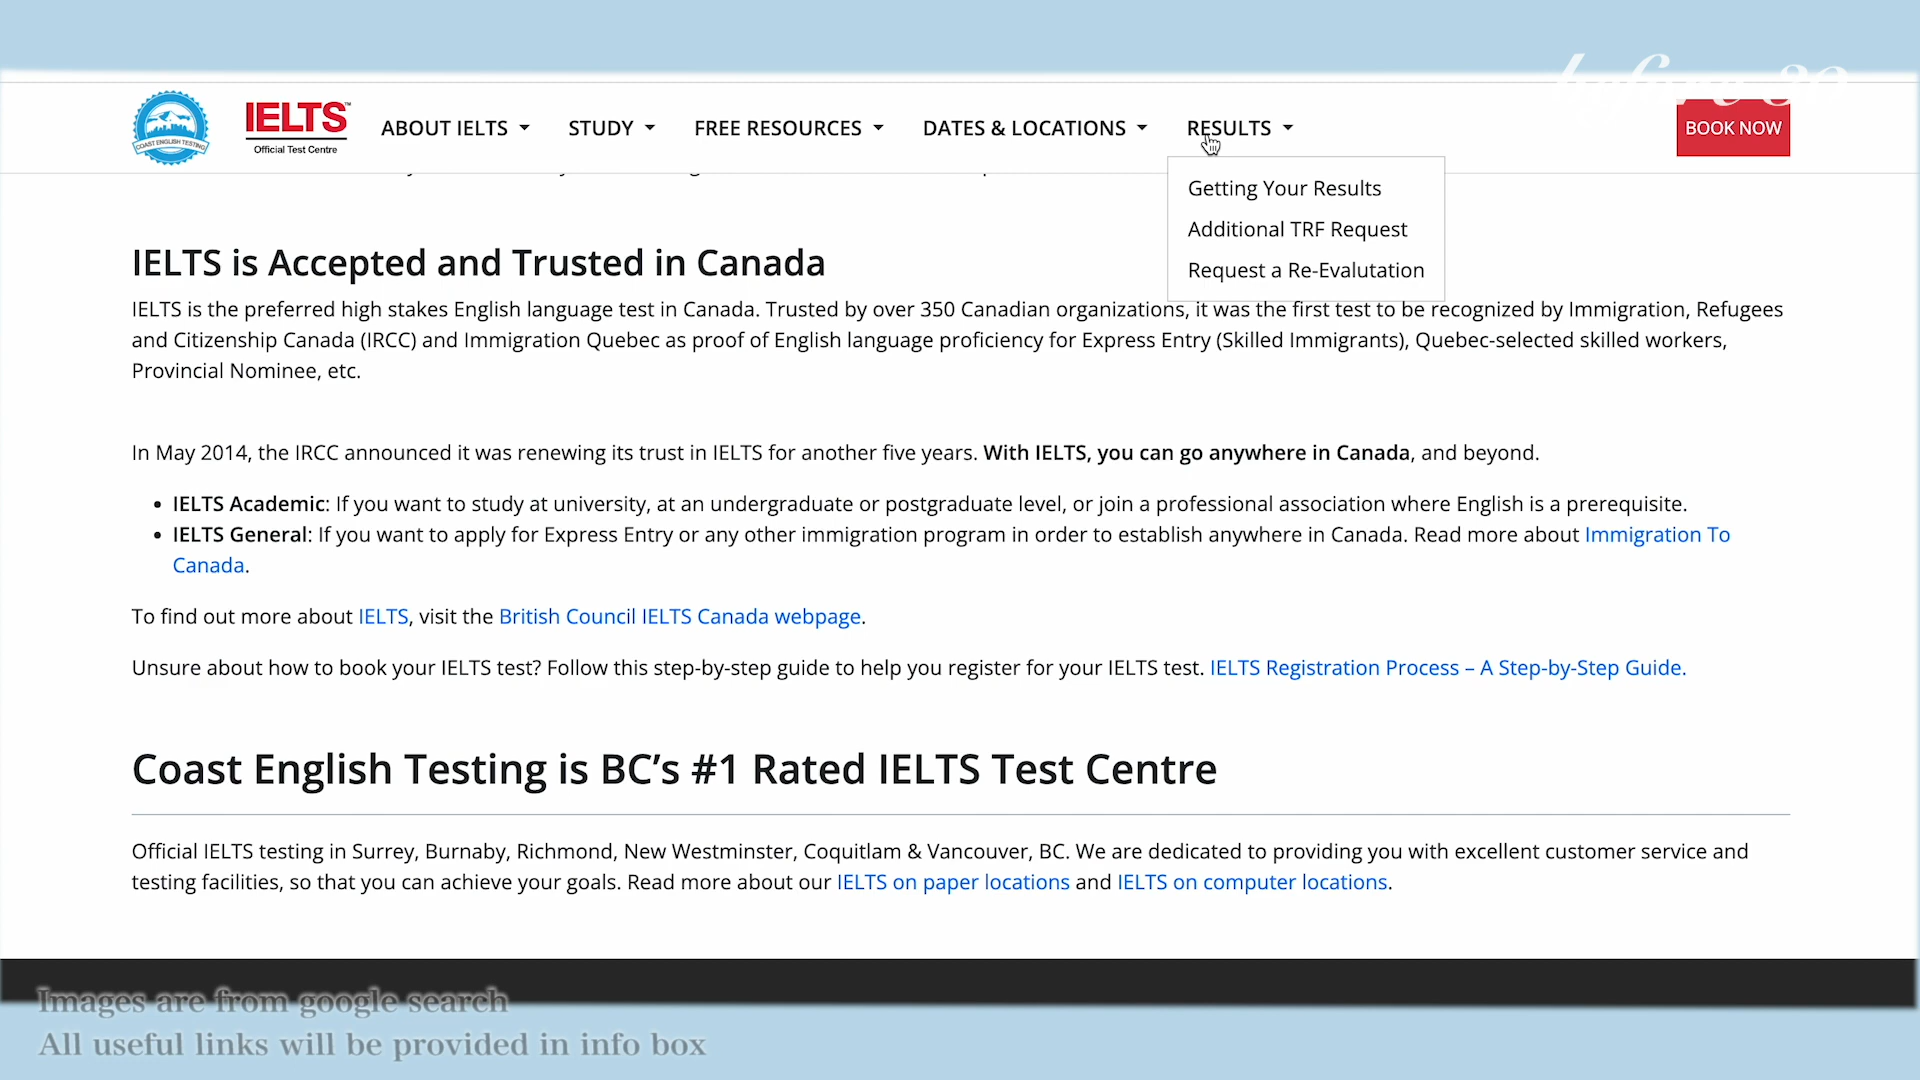 before 30
COAST ENGLISH TESTING
IELTS™
Official Test Centre
ABOUT IELTS
STUDY
FREE RESOURCES
DATES & LOCATIONS
RESULTS
BOOK NOW
Getting Your Results
Additional TRF Request
Request a Re-Evalutation
IELTS is Accepted and Trusted in Canada
IELTS is the preferred high stakes English language test in Canada. Trusted by over 350 Canadian organizations, it was the first test to be recognized by Immigration, Refugees
and Citizenship Canada (IRCC) and Immigration Quebec as proof of English language proficiency for Express Entry (Skilled Immigrants), Quebec-selected skilled workers,
Provincial Nominee, etc.
In May 2014, the IRCC announced it was renewing its trust in IELTS for another five years. With IELTS, you can go anywhere in Canada, and beyond.
• IELTS Academic: If you want to study at university, at an undergraduate or postgraduate level, or join a professional association where English is a prerequisite.
• IELTS General: If you want to apply for Express Entry or any other immigration program in order to establish anywhere in Canada. Read more about Immigration To
Canada.
To find out more about IELTS, visit the British Council IELTS Canada webpage.
Unsure about how to book your IELTS test? Follow this step-by-step guide to help you register for your IELTS test. IELTS Registration Process – A Step-by-Step Guide.
Coast English Testing is BC’s #1 Rated IELTS Test Centre
Official IELTS testing in Surrey, Burnaby, Richmond, New Westminster, Coquitlam & Vancouver, BC. We are dedicated to providing you with excellent customer service and
testing facilities, so that you can achieve your goals. Read more about our IELTS on paper locations and IELTS on computer locations.
Images are from google search
All useful links will be provided in info box